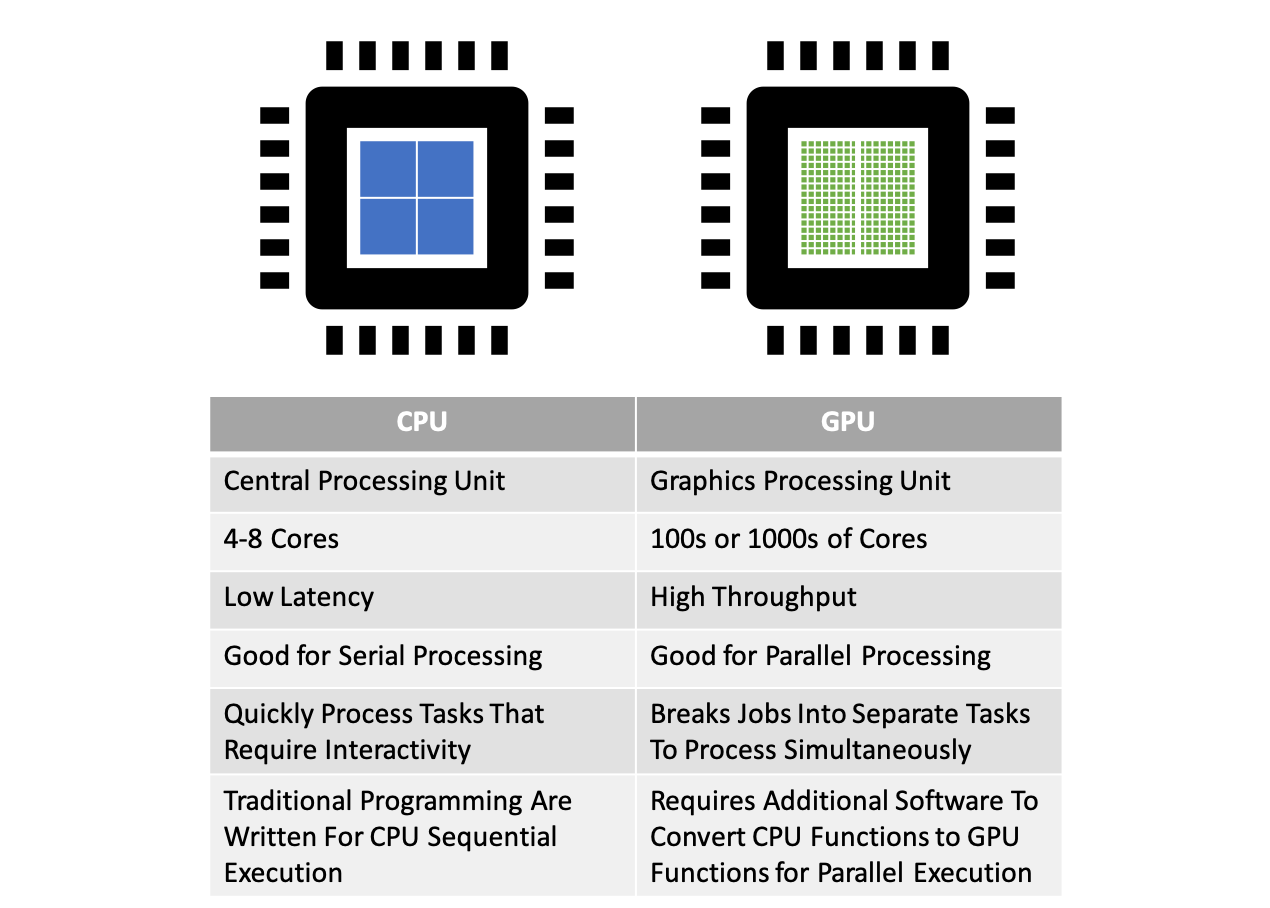 CPU
GPU
Central Processing Unit
Graphics Processing Unit
4-8 Cores
100s or 1000s of Cores
Low Latency
High Throughput
Good for Serial Processing
Good for Parallel Processing
Quickly Process Tasks That
Require Interactivity
Breaks Jobs Into Separate Tasks
To Process Simultaneously
Traditional Programming Are
Written For CPU Sequential
Execution
Requires Additional Software To
Convert CPU Functions to GPU
Functions for Parallel Execution